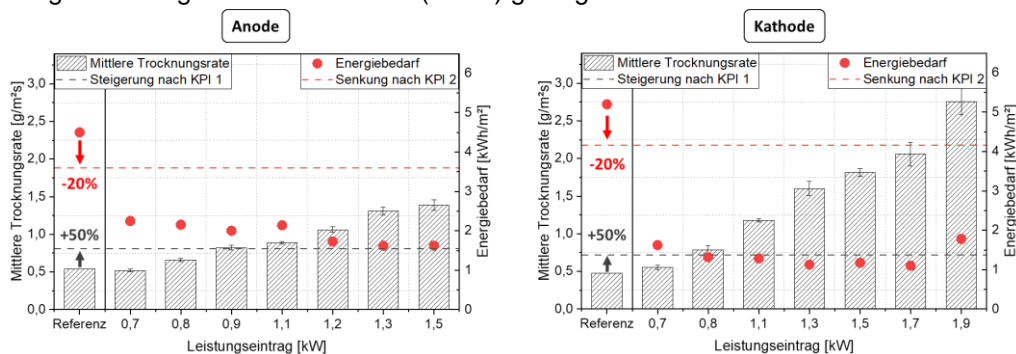 Anode
Mittlere Trocknungsrate
Energiebedarf
Steigerung nach KPI 1
Senkung nach KPI 2
Mittlere Trocknungsrate [g/m²s]
3,0
2,5
2,0
1,5
1,0
0,5
0,0
-20%
+50%
6
5
4
3
2
1
0
Energiebedarf [kWh/m²]
Referenz 0,7 0,8 0,9 1,1 1,2 1,3 1,5
Leistungseintrag [kW]
Kathode
Mittlere Trocknungsrate
Energiebedarf
Steigerung nach KPI 1
Senkung nach KPI 2
Mittlere Trocknungsrate [g/m²s]
3,0
2,5
2,0
1,5
1,0
0,5
0,0
-20%
+50%
6
5
4
3
2
1
0
Energiebedarf [kWh/m²]
Referenz 0,7 0,8 1,1 1,3 1,5 1,7 1,9
Leistungseintrag [kW]